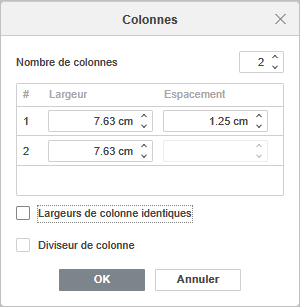 Colonnes
Nombre de colonnes 2
# Largeur Espacement
1 7.63 cm 1.25 cm
2 7.63 cm
Largeurs de colonne identiques
Diviseur de colonne
OK Annuler